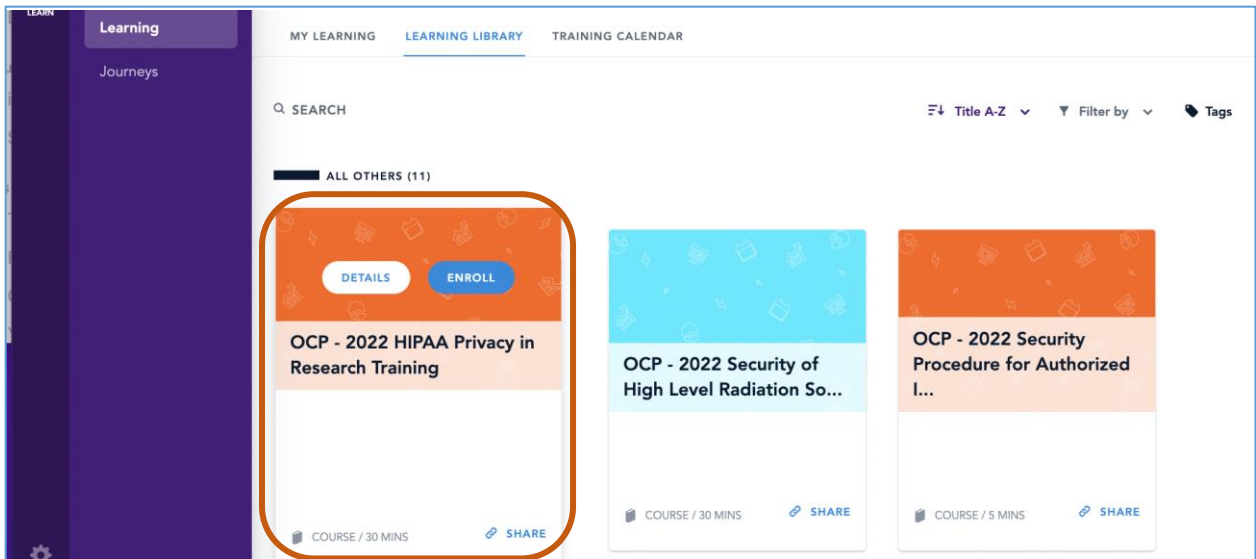 LEARN
Learning
Journeys
MY LEARNING LEARNING LIBRARY TRAINING CALENDAR
SEARCH
Title A-Z Filter by Tags
ALL OTHERS (11)
DETAILS ENROLL
OCP - 2022 HIPAA Privacy in
Research Training
COURSE / 30 MINS SHARE
OCP - 2022 Security of
High Level Radiation So...
COURSE / 30 MINS SHARE
OCP - 2022 Security
Procedure for Authorized
I...
COURSE / 5 MINS SHARE